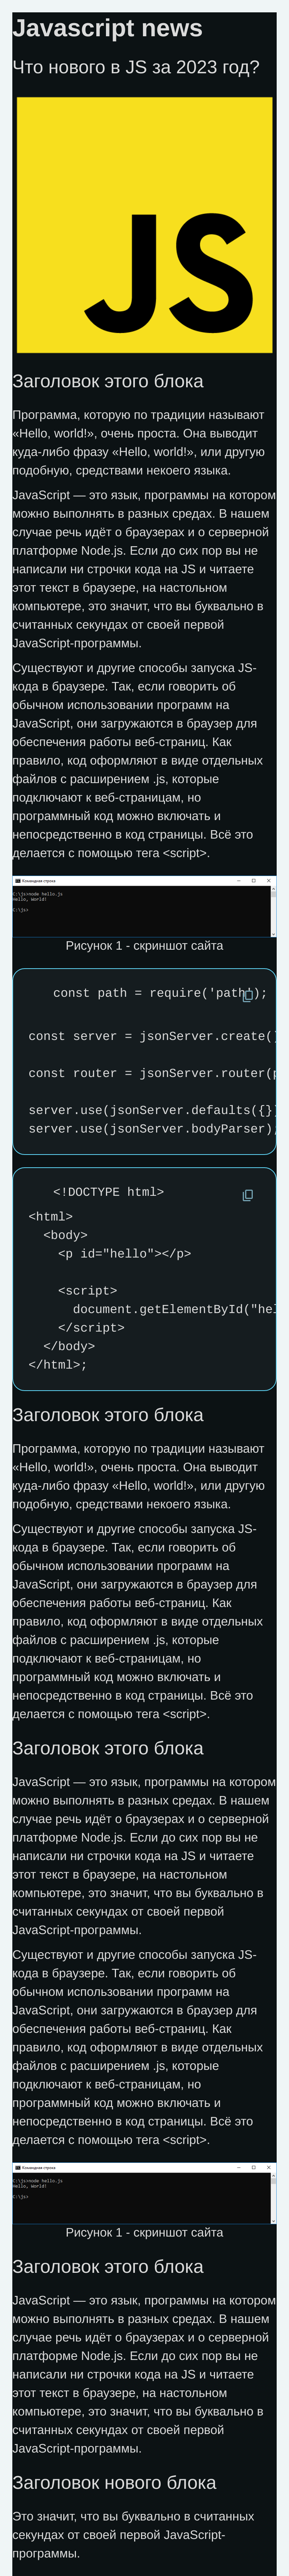 Javascript news
Что нового в JS за 2023 год?
JS
Заголовок этого блока
Программа, которую по традиции называют
«Hello, world!», очень проста. Она выводит
куда-либо фразу «Hello, world!», или другую
подобную, средствами некоего языка.
JavaScript — это язык, программы на котором
можно выполнять в разных средах. В нашем
случае речь идёт о браузерах и о серверной
платформе Node.js. Если до сих пор вы не
написали ни строчки кода на JS и читаете
этот текст в браузере, на настольном
компьютере, это значит, что вы буквально в
считанных секундах от своей первой
JavaScript-программы.
Существуют и другие способы запуска JS-
кода в браузере. Так, если говорить об
обычном использовании программ на
JavaScript, они загружаются в браузер для
обеспечения работы веб-страниц. Как
правило, код оформляют в виде отдельных
файлов с расширением .js, которые
подключают к веб-страницам, но
программный код можно включать и
непосредственно в код страницы. Всё это
делается с помощью тега <script>.
Командная строка
C:\js>node hello.js
Hello, World!
C:\js>
Рисунок 1 - скриншот сайта
const path = require('path');
const server = jsonServer.create()
const router = jsonServer.router(p
server.use(jsonServer.defaults({})
server.use(jsonServer.bodyParser);
<!DOCTYPE html>
<html>
<body>
<p id="hello"></p>
<script>
document.getElementById("hel
</script>
</body>
</html>;
Заголовок этого блока
Программа, которую по традиции называют
«Hello, world!», очень проста. Она выводит
куда-либо фразу «Hello, world!», или другую
подобную, средствами некоего языка.
Существуют и другие способы запуска JS-
кода в браузере. Так, если говорить об
обычном использовании программ на
JavaScript, они загружаются в браузер для
обеспечения работы веб-страниц. Как
правило, код оформляют в виде отдельных
файлов с расширением .js, которые
подключают к веб-страницам, но
программный код можно включать и
непосредственно в код страницы. Всё это
делается с помощью тега <script>.
Заголовок этого блока
JavaScript — это язык, программы на котором
можно выполнять в разных средах. В нашем
случае речь идёт о браузерах и о серверной
платформе Node.js. Если до сих пор вы не
написали ни строчки кода на JS и читаете
этот текст в браузере, на настольном
компьютере, это значит, что вы буквально в
считанных секундах от своей первой
JavaScript-программы.
Существуют и другие способы запуска JS-
кода в браузере. Так, если говорить об
обычном использовании программ на
JavaScript, они загружаются в браузер для
обеспечения работы веб-страниц. Как
правило, код оформляют в виде отдельных
файлов с расширением .js, которые
подключают к веб-страницам, но
программный код можно включать и
непосредственно в код страницы. Всё это
делается с помощью тега <script>.
Командная строка
C:\js>node hello.js
Hello, World!
C:\js>
Рисунок 1 - скриншот сайта
Заголовок этого блока
JavaScript — это язык, программы на котором
можно выполнять в разных средах. В нашем
случае речь идёт о браузерах и о серверной
платформе Node.js. Если до сих пор вы не
написали ни строчки кода на JS и читаете
этот текст в браузере, на настольном
компьютере, это значит, что вы буквально в
считанных секундах от своей первой
JavaScript-программы.
Заголовок нового блока
Это значит, что вы буквально в считанных
секундах от своей первой JavaScript-
программы.